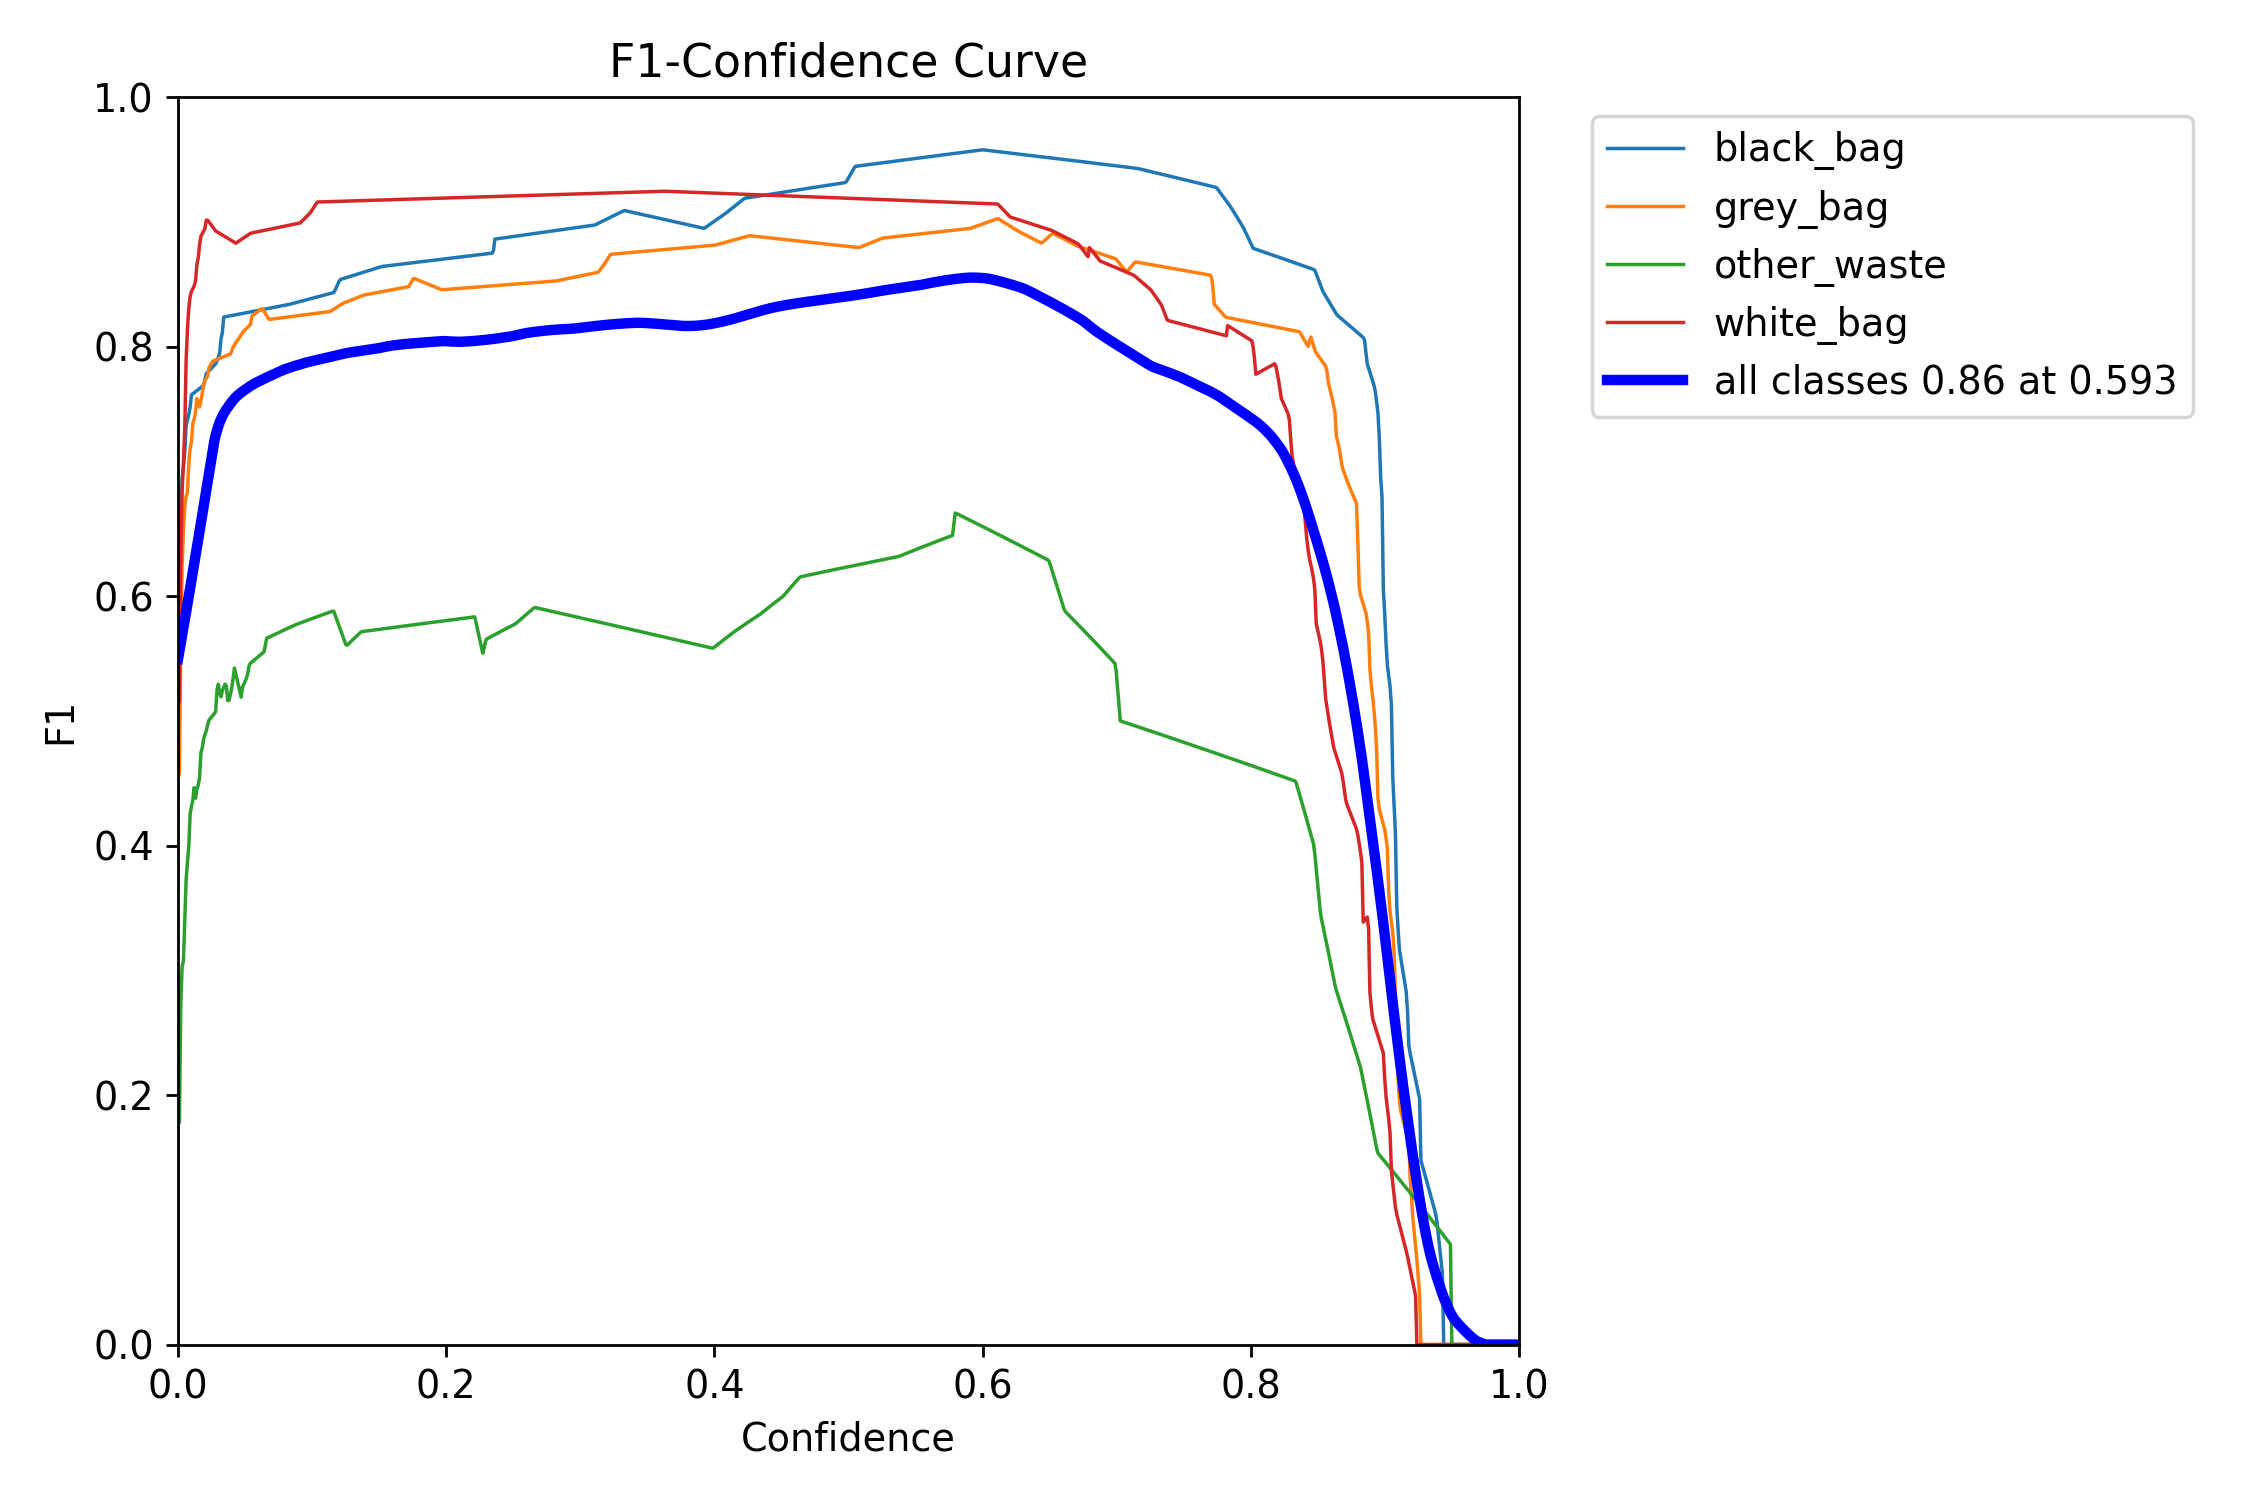 F1-Confidence Curve
1.0
0.8
0.6
0.4
0.2
0.0
F1
0.0 0.2 0.4 0.6 0.8 1.0
Confidence
black_bag
grey_bag
other_waste
white_bag
all classes 0.86 at 0.593